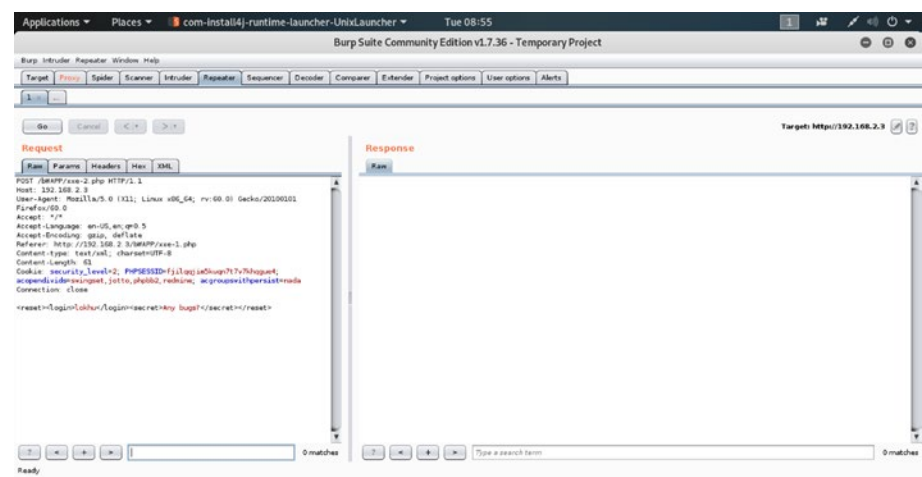 Applications Places com-install4j-runtime-launcher-UnixLauncher Tue 08:55 1
Burp Suite Community Edition v1.7.36 - Temporary Project
Burp Intruder Repeater Window Help
Target Proxy Spider Scanner Intruder Repeater Sequencer Decoder Comparer Extender Project options User options Alerts
1 × ...
Go Cancel < > Target: http://192.168.2.3 ?
Request
Raw Params Headers Hex XML
POST /bWAPP/xxe-2.php HTTP/1.1
Host: 192.168.2.3
User-Agent: Mozilla/5.0 (X11; Linux x86_64; rv:60.0) Gecko/20100101
Firefox/60.0
Accept: */*
Accept-Language: en-US,en;q=0.5
Accept-Encoding: gzip, deflate
Referer: http://192.168.2.3/bWAPP/xxe-1.php
Content-type: text/xml; charset=UTF-8
Content-Length: 61
Cookie: security_level=2;
acopendivids=swingset,jotto,phpbb2,redmine; acgroupswithpersist=nada
Connection: close
<reset><login>lokhu</login><secret>Any bugs?</secret></reset>
? < + > 0 matches
Response
Raw
? < + > Type a search term 0 matches
Ready